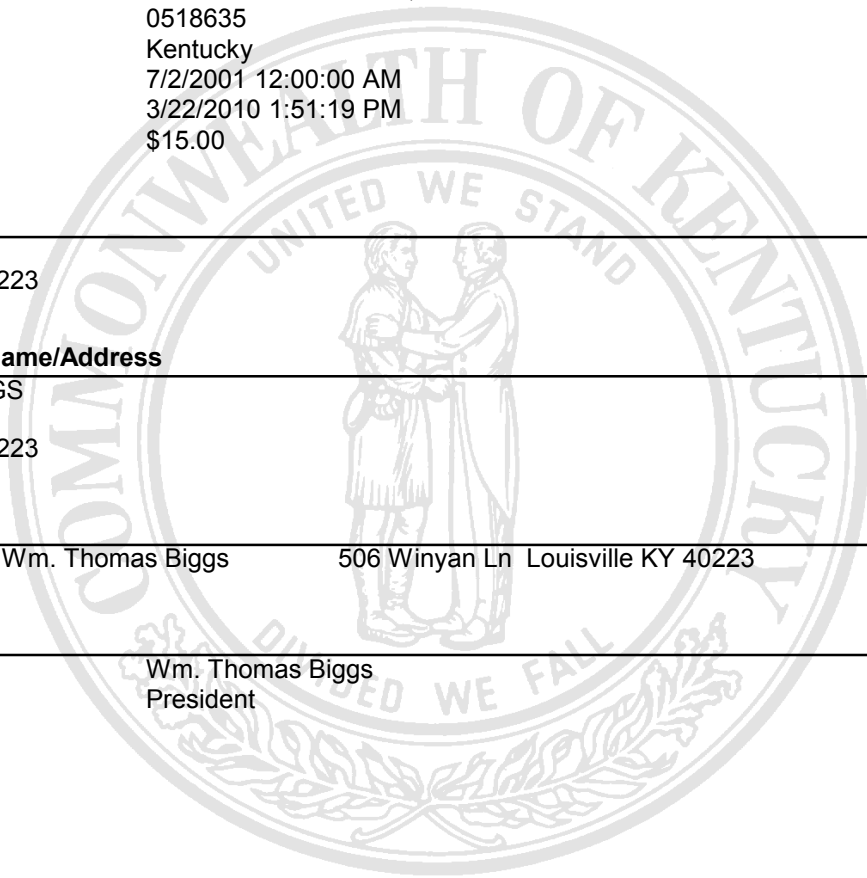 0518635
Kentucky
7/2/2001 12:00:00 AM
3/22/2010 1:51:19 PM
$15.00
223
ame/Address
GS
223
Wm. Thomas Biggs 506 Winyan Ln Louisville KY 40223
Wm. Thomas Biggs
President
COMMONWEALTH OF KENTUCKY
UNITED WE STAND
DIVIDED WE FALL